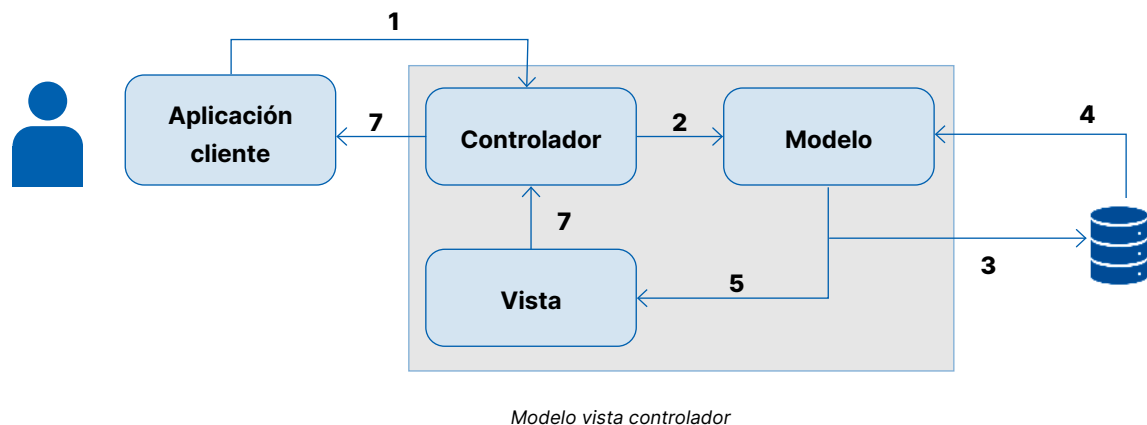 1
Aplicación
cliente
7
Controlador
2
Modelo
4
7
3
Vista
5
Modelo vista controlador